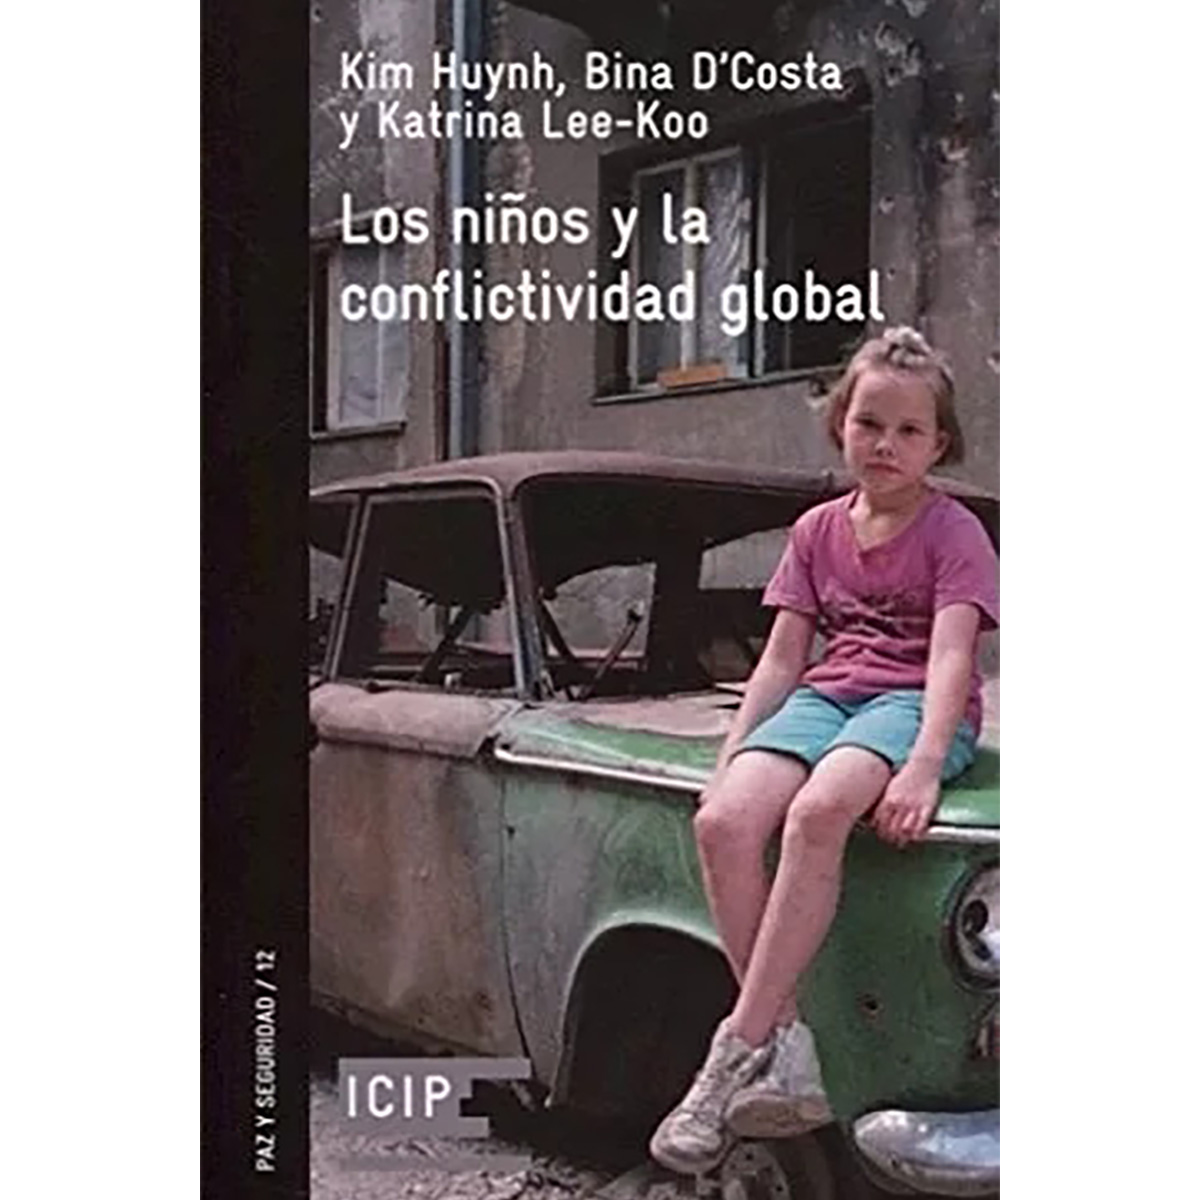 Kim Huynh, Bina D'Costa
y Katrina Lee-Koo
Los niños y la
conflictividad global
PAZ Y SEGURIDAD / 12
ICIP